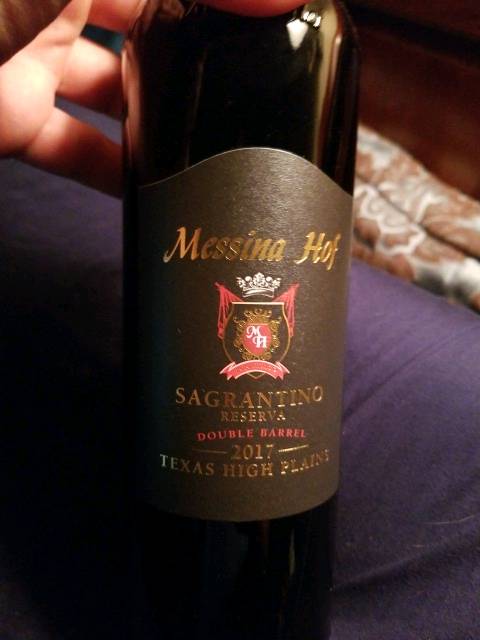 Messina Hof
MH
SAGRANTINO
RESERVA
DOUBLE BARREL
2017
TEXAS HIGH PLAINS